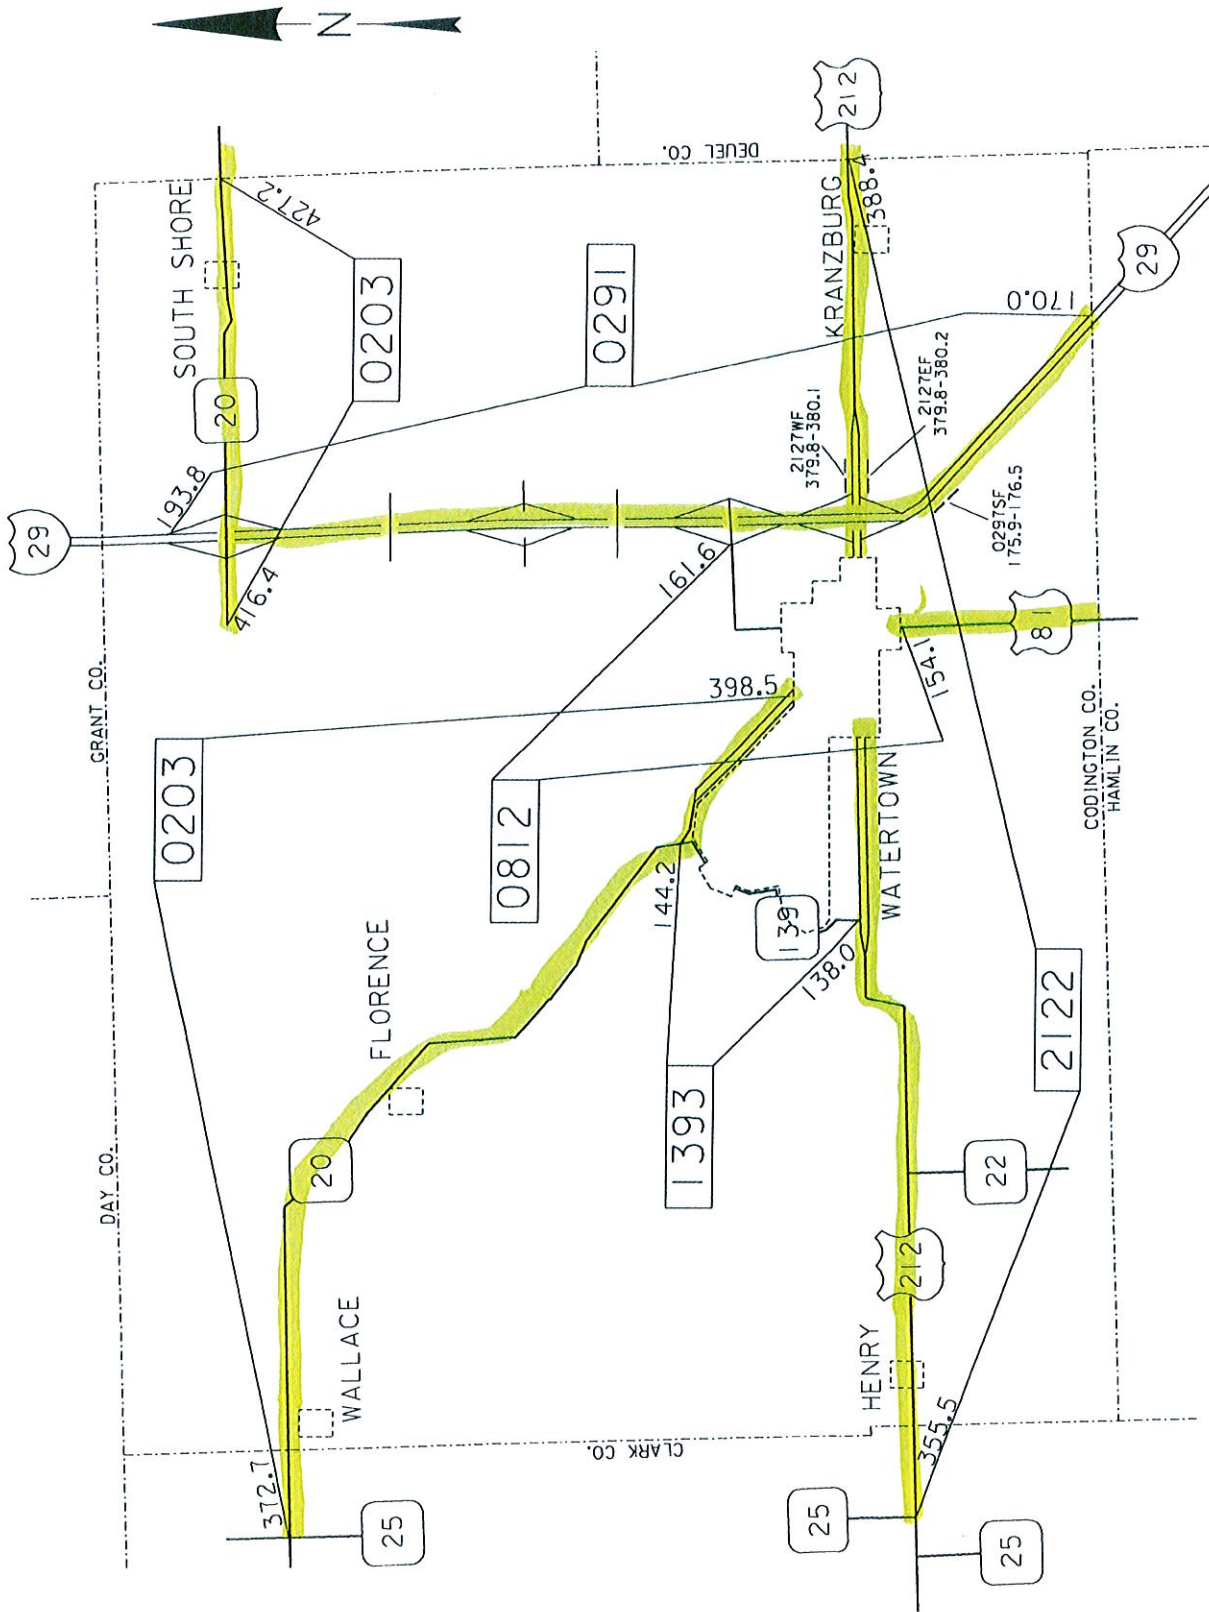 N
GRANT CO.
DAY CO.
DEUEL CO.
CLARK CO.
CODINGTON CO.
HAMLIN CO.
0203
372.7
398.5
WALLACE
20
FLORENCE
25
29
193.8
416.4
20
SOUTH SHORE
427.2
0203
0291
170.0
0812
161.6
154.1
144.2
1393
138.0
139
WATERTOWN
KRANZBURG
212
388.4
2127WF
379.8-380.1
2127EF
379.8-380.2
0297SF
175.9-176.5
29
81
HENRY
212
22
2122
355.5
25
25